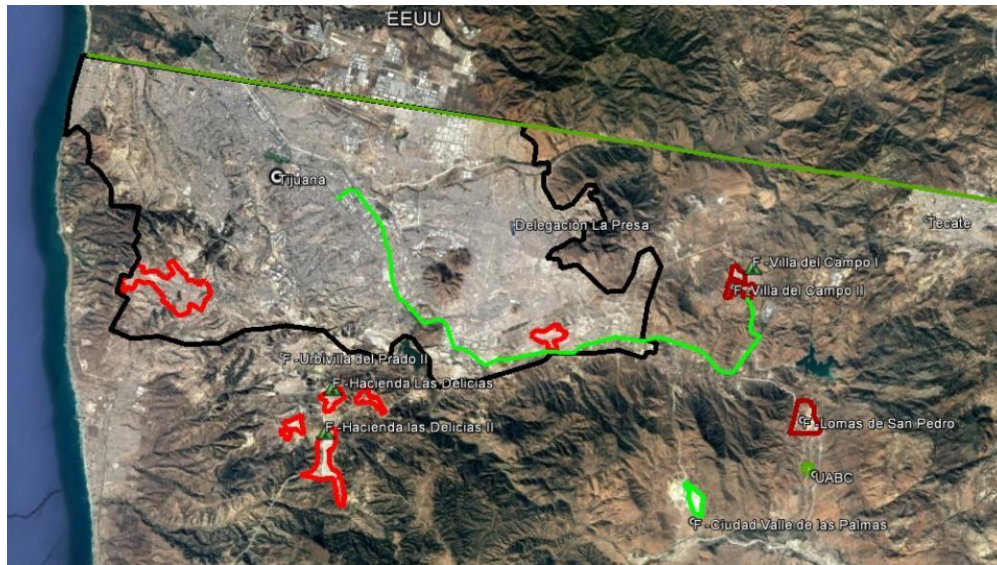 EEUU
Tijuana
Delegación La Presa
Tecate
F -Villa del Campo I
F -Villa del Campo II
F -Urbivilla del Prado II
F -Hacienda Las Delicias
F -Hacienda las Delicias II
F -Lomas de San Pedro
UABC
F -Ciudad Valle de las Palmas